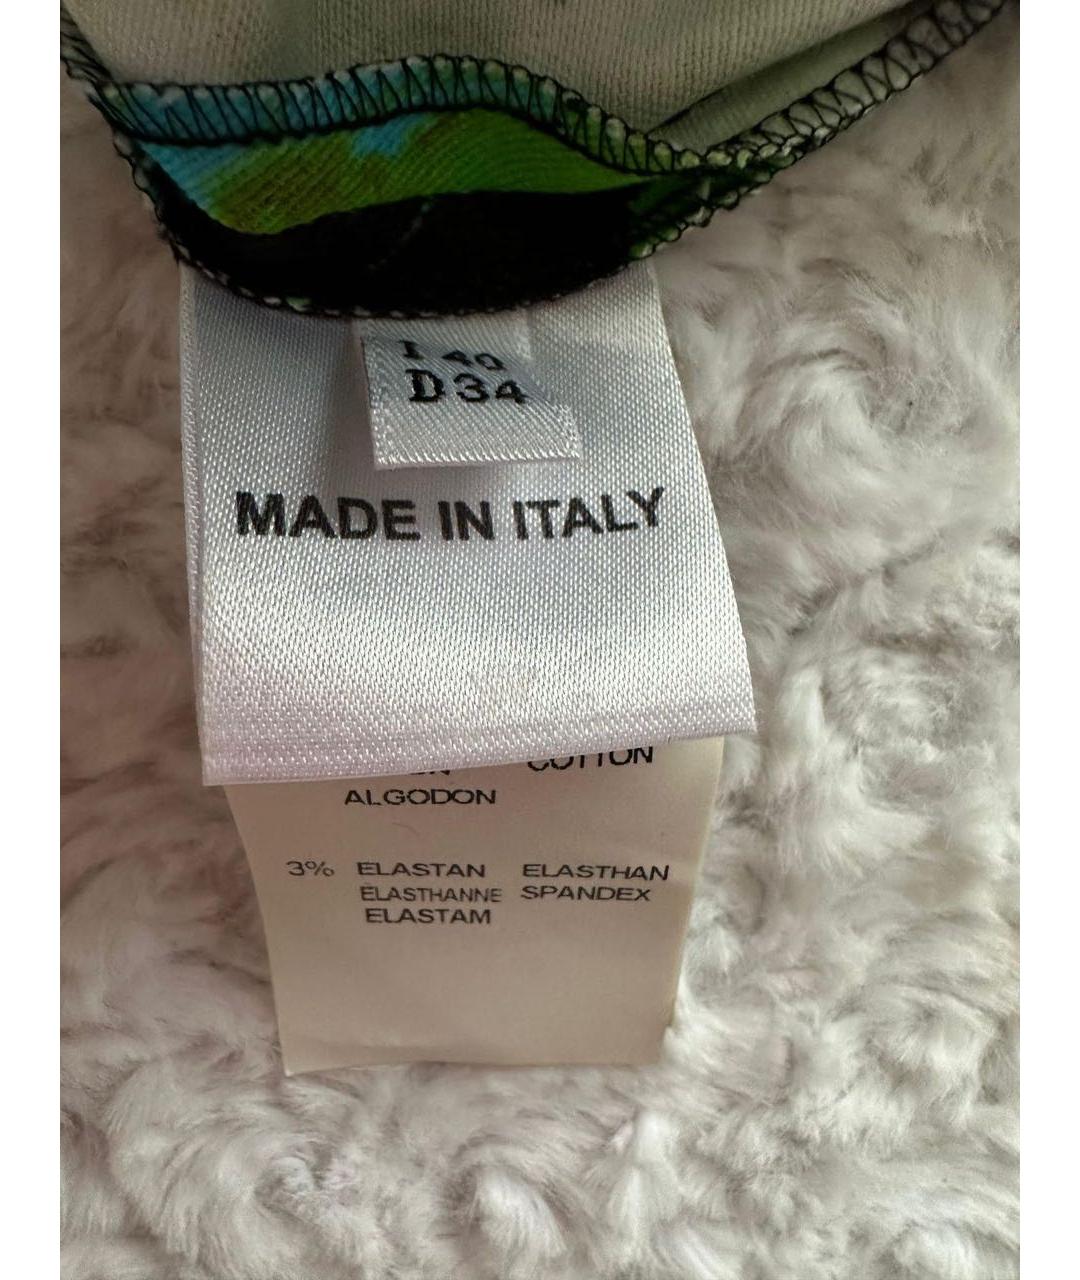 I 40
D34
MADE IN ITALY
COTTON
ALGODON
3% ELASTAN ELASTHAN
ELASTHANNE SPANDEX
ELASTAM